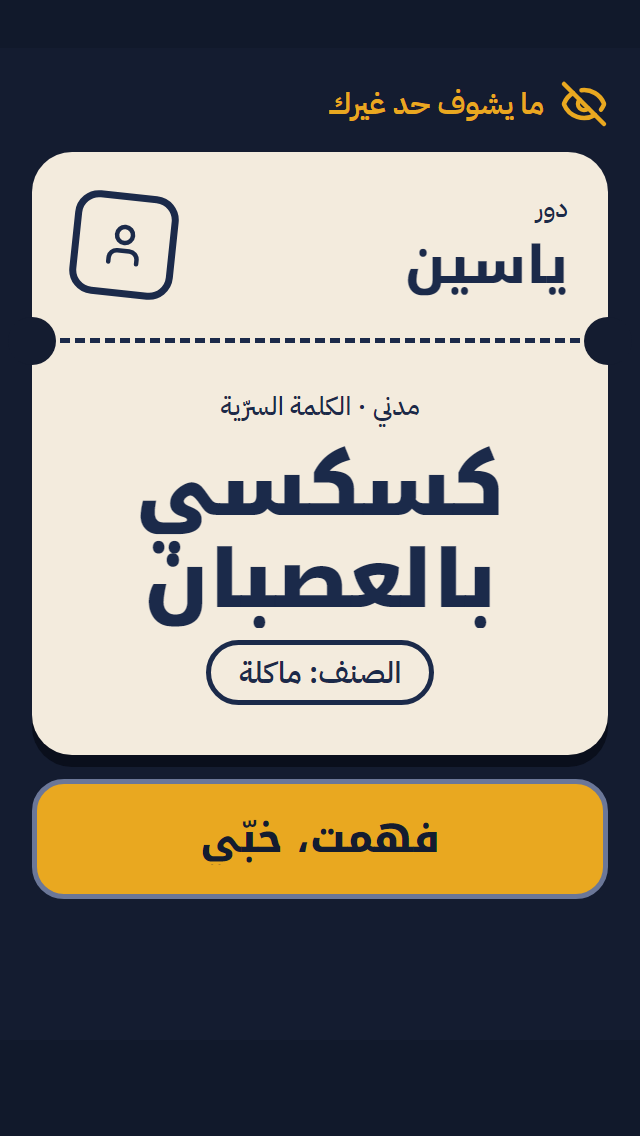 ما يشوف حد غيرك
دور
ياسين
مدني · الكلمة السرّية
كسكسي
بالعصبان
الصنف: ماكلة
فهمت، خبّي